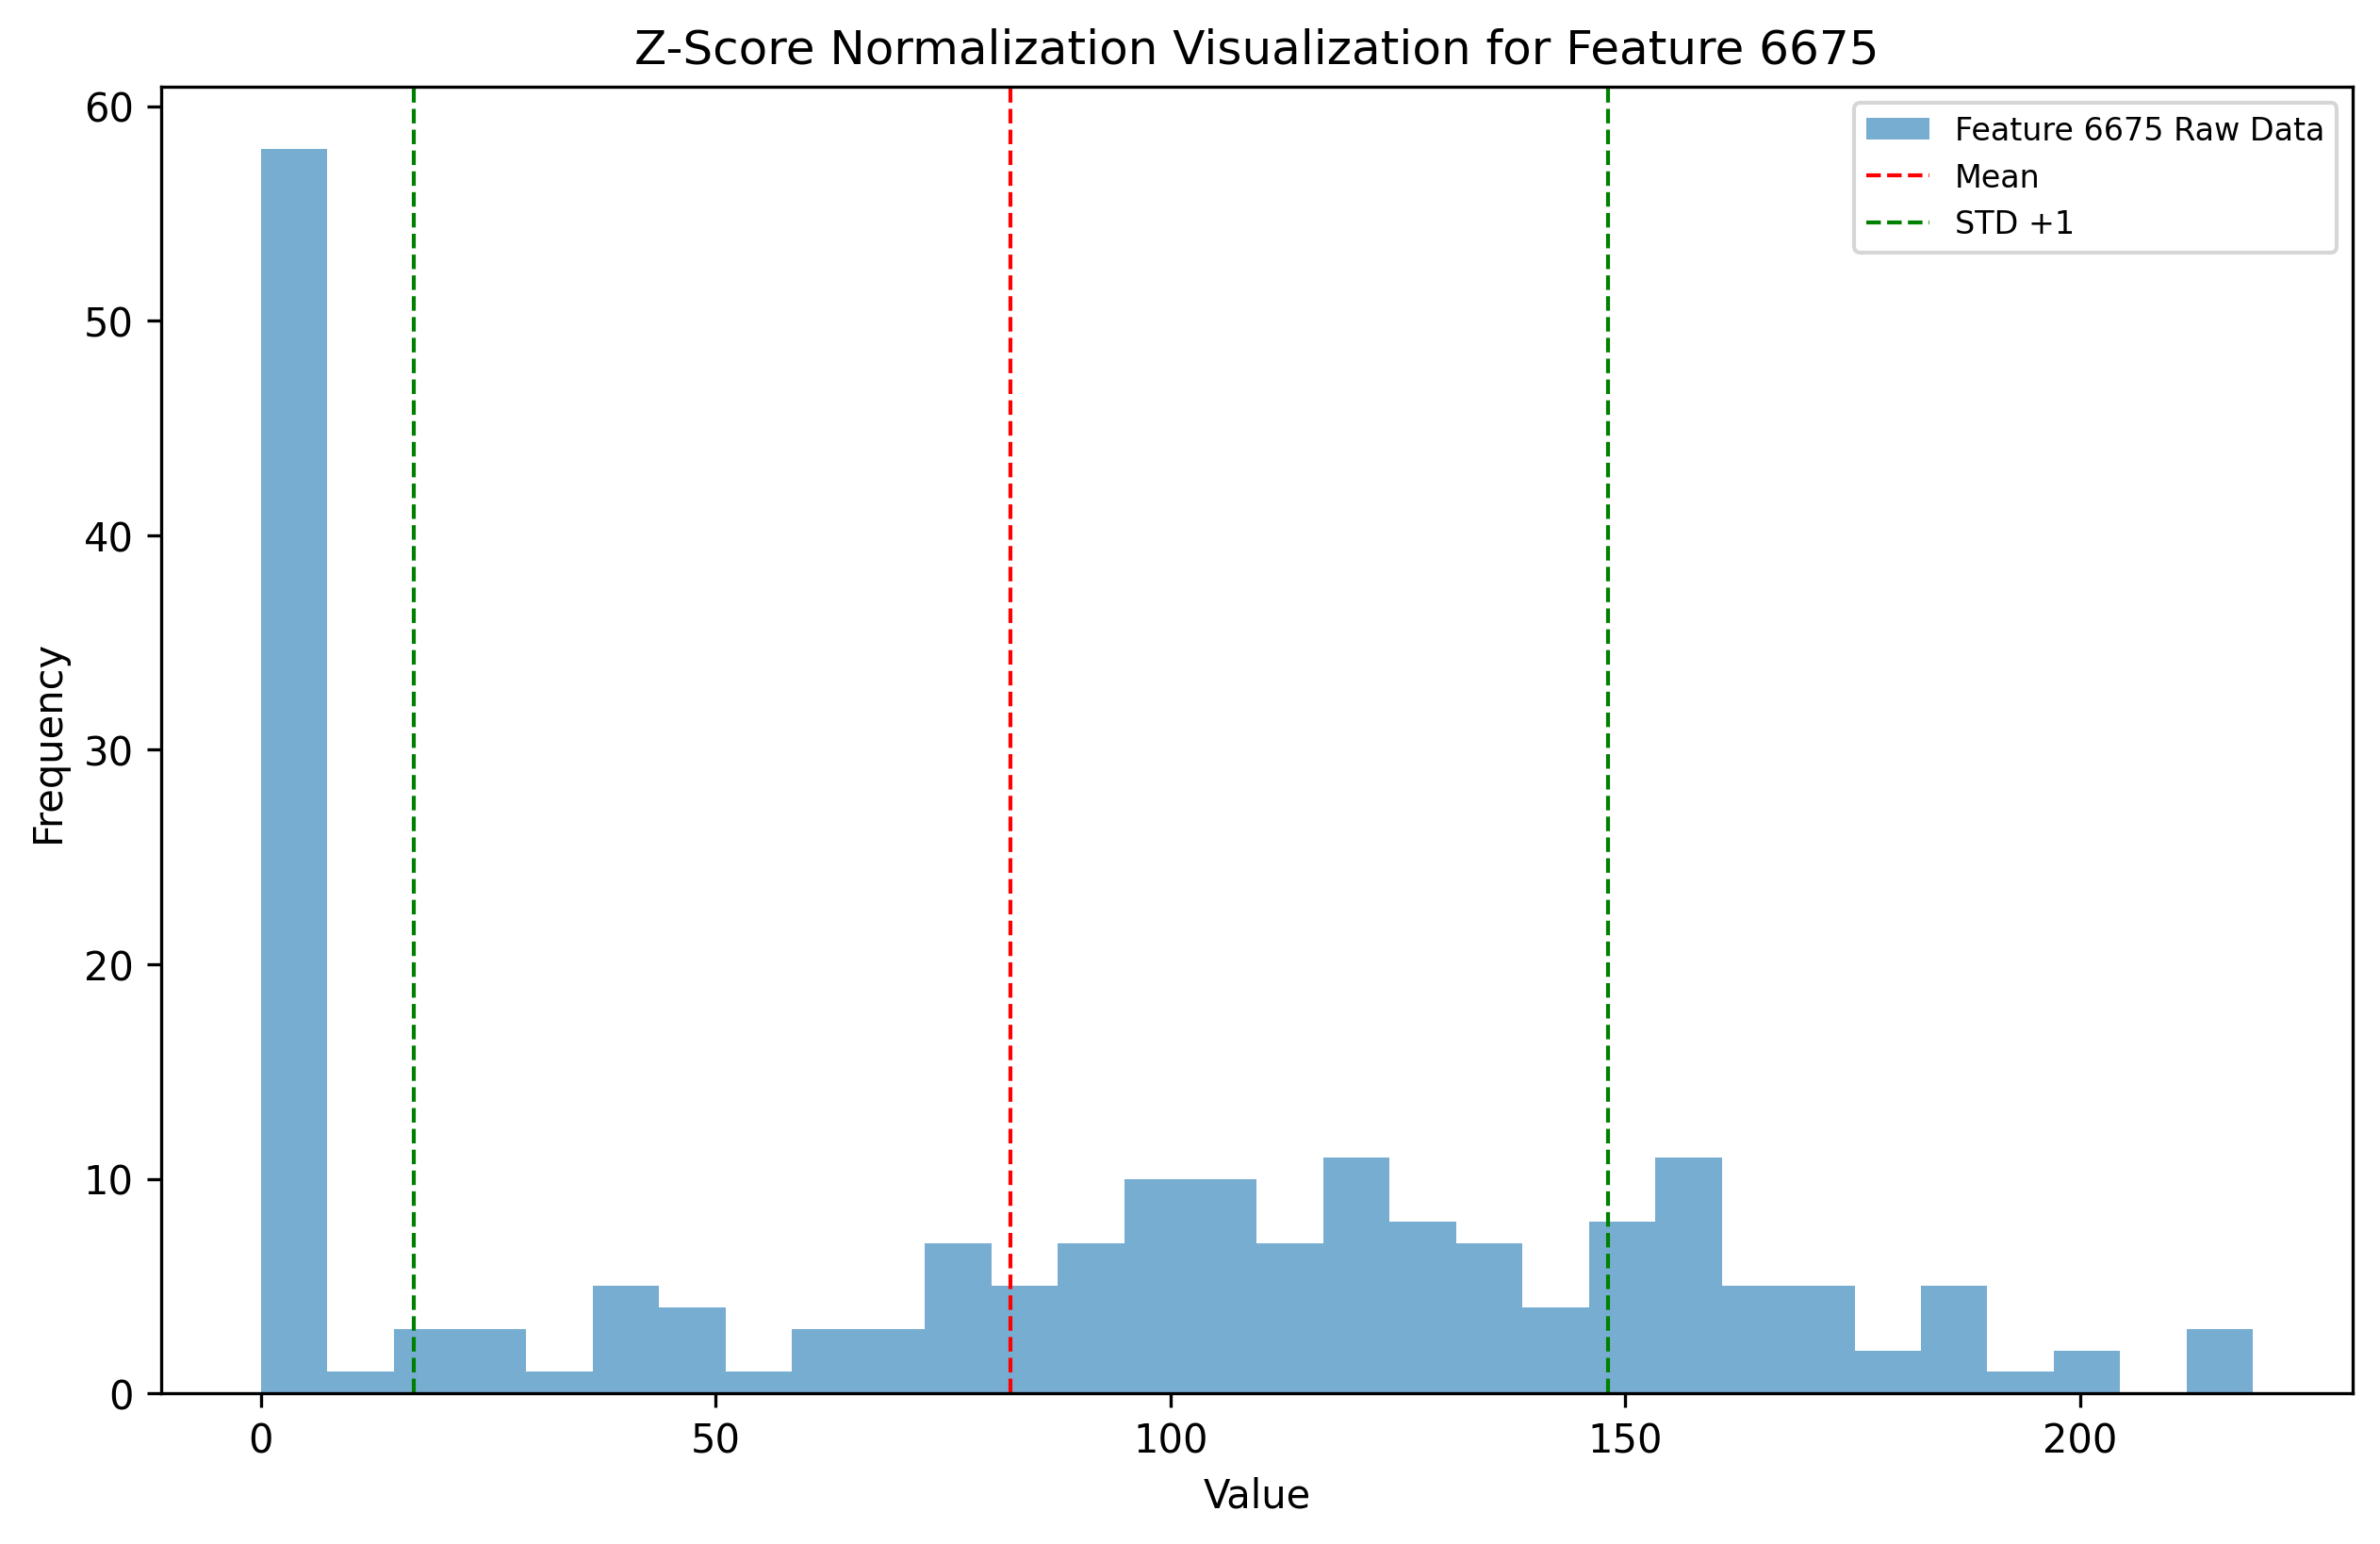 Z-Score Normalization Visualization for Feature 6675
Feature 6675 Raw Data
Mean
STD +1
60
50
40
30
20
10
0
Frequency
0 50 100 150 200
Value